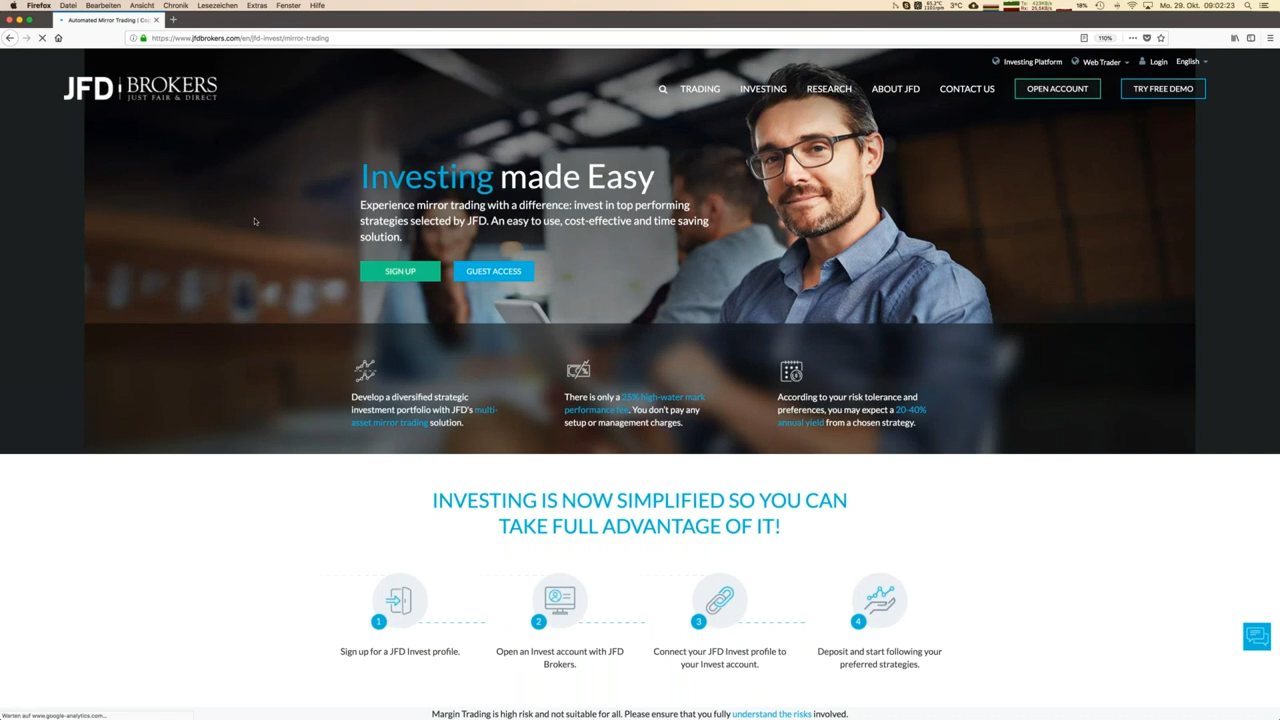 Firefox Datei Bearbeiten Ansicht Chronik Lesezeichen Extras Fenster Hilfe
3°C
18%
Mo. 29. Okt. 09:02:23
Automated Mirror Trading | Co
https://www.jfdbrokers.com/en/jfd-invest/mirror-trading
110%
Investing Platform Web Trader Login English
JFD BROKERS
JUST FAIR & DIRECT
TRADING INVESTING RESEARCH ABOUT JFD CONTACT US OPEN ACCOUNT TRY FREE DEMO
Investing made Easy
Experience mirror trading with a difference: invest in top performing
strategies selected by JFD. An easy to use, cost-effective and time saving
solution.
SIGN UP GUEST ACCESS
Develop a diversified strategic
investment portfolio with JFD's multi-
asset mirror trading solution.
There is only a 25% high-water mark
performance fee. You don't pay any
setup or management charges.
According to your risk tolerance and
preferences, you may expect a 20-40%
annual yield from a chosen strategy.
INVESTING IS NOW SIMPLIFIED SO YOU CAN
TAKE FULL ADVANTAGE OF IT!
1
Sign up for a JFD Invest profile.
2
Open an Invest account with JFD
Brokers.
3
Connect your JFD Invest profile to
your Invest account.
4
Deposit and start following your
preferred strategies.
Margin Trading is high risk and not suitable for all. Please ensure that you fully understand the risks involved.
Warten auf www.google-analytics.com...